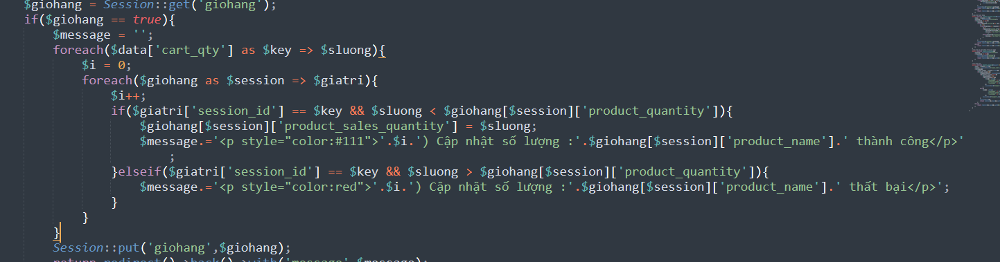 $giohang = Session::get('giohang');
if($giohang == true){
$message = '';
foreach($data['cart_qty'] as $key => $sluong){
$i = 0;
foreach($giohang as $session => $giatri){
$i++;
if($giatri['session_id'] == $key && $sluong < $giohang[$session]['product_quantity']){
$giohang[$session]['product_sales_quantity'] = $sluong;
$message.='<p style="color:#111">'.$i.') Cập nhật số lượng :'.$giohang[$session]['product_name'].' thành công</p>'
;
}elseif($giatri['session_id'] == $key && $sluong > $giohang[$session]['product_quantity']){
$message.='<p style="color:red">'.$i.') Cập nhật số lượng :'.$giohang[$session]['product_name'].' thất bại</p>';
}
}
}
Session::put('giohang',$giohang);
return redirect()->back()->with('message',$message);